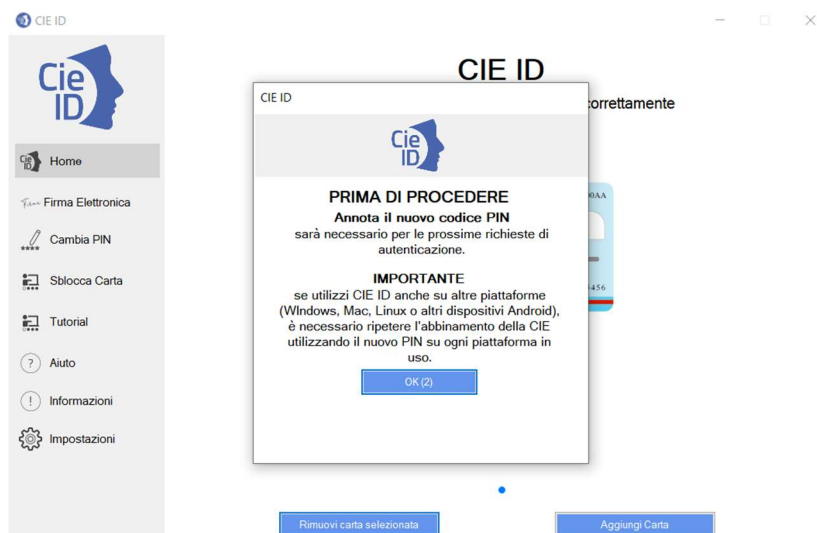 CIE ID
CIE ID
Cie
ID
CIE ID
correttamente
Cie
ID
Cie
ID
Home
PRIMA DI PROCEDERE
Annota il nuovo codice PIN
sarà necessario per le prossime richieste di
autenticazione.
Firma Elettronica
Cambia PIN
IMPORTANTE
se utilizzi CIE ID anche su altre piattaforme
(WIndows, Mac, Linux o altri dispositivi Android),
è necessario ripetere l'abbinamento della CIE
utilizzando il nuovo PIN su ogni piattaforma in
uso.
Sblocca Carta
Tutorial
Aiuto
OK (2)
Informazioni
Impostazioni
Rimuovi carta selezionata
Aggiungi Carta